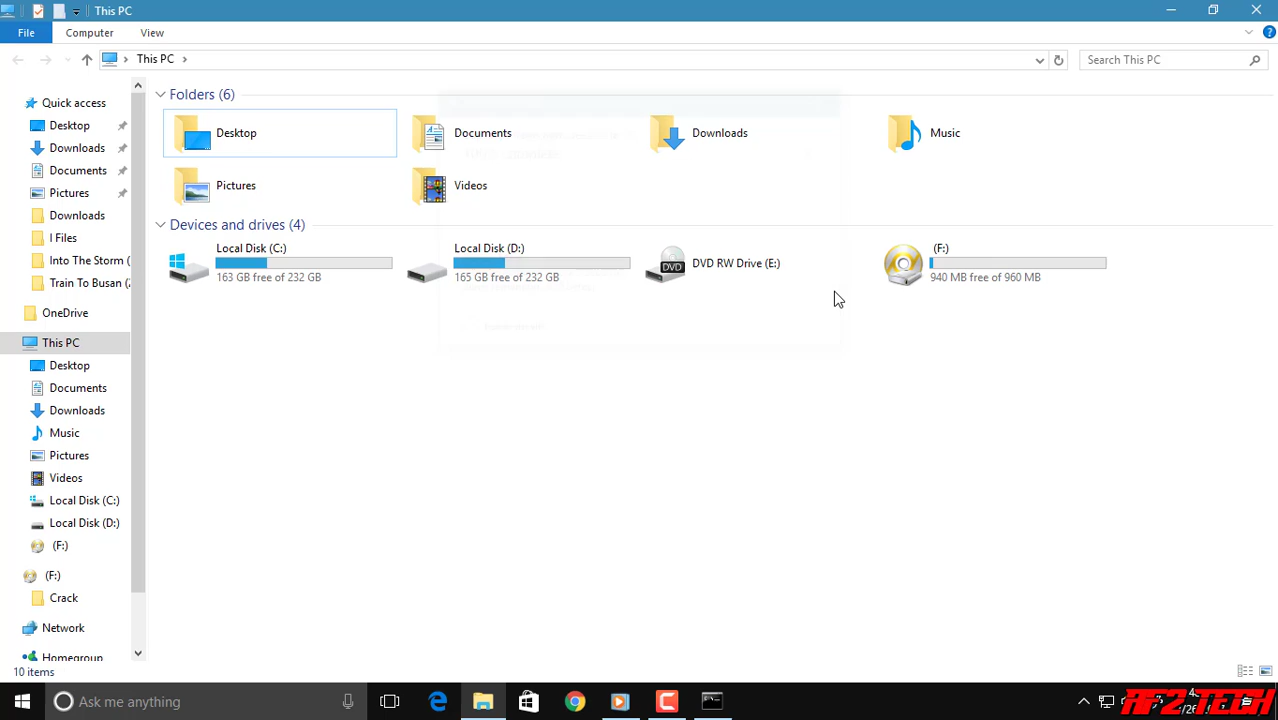 This PC
File Computer View
This PC
Search This PC
Quick access
Desktop
Downloads
Documents
Pictures
Downloads
I Files
Into The Storm (
Train To Busan (
OneDrive
This PC
Desktop
Documents
Downloads
Music
Pictures
Videos
Local Disk (C:)
Local Disk (D:)
(F:)
(F:)
Crack
Network
Homegroup
Folders (6)
Desktop
Documents
Downloads
Music
Pictures
Videos
Devices and drives (4)
Local Disk (C:)
163 GB free of 232 GB
Local Disk (D:)
165 GB free of 232 GB
DVD RW Drive (E:)
DVD
(F:)
940 MB free of 960 MB
10 items
Ask me anything
AF2TECH